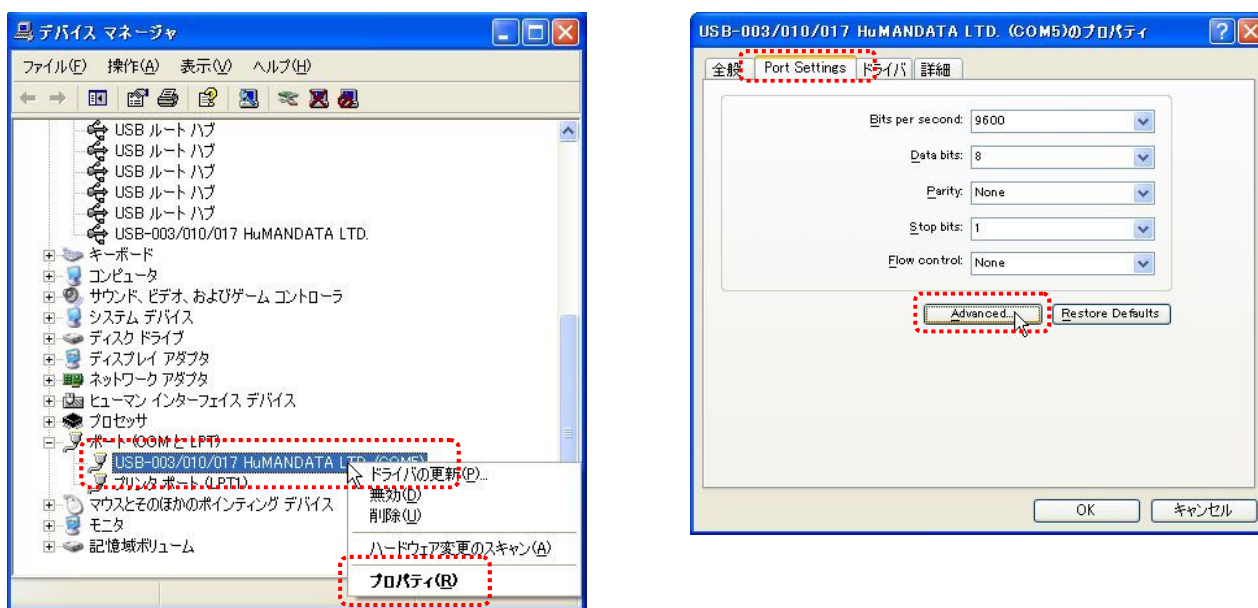 デバイス マネージャ
ファイル(F) 操作(A) 表示(V) ヘルプ(H)
USB ルート ハブ
USB ルート ハブ
USB ルート ハブ
USB ルート ハブ
USB ルート ハブ
USB-003/010/017 HuMANDATA LTD.
キーボード
コンピュータ
サウンド、ビデオ、およびゲーム コントローラ
システム デバイス
ディスク ドライブ
ディスプレイ アダプタ
ネットワーク アダプタ
ヒューマン インターフェイス デバイス
プロセッサ
ポート (COM と LPT)
USB-003/010/017 HuMANDATA LTD. (COM5)
プリンタ ポート (LPT1)
マウスとそのほかのポインティング デバイス
モニタ
記憶域ボリューム
ドライバの更新(P)...
無効(D)
削除(U)
ハードウェア変更のスキャン(A)
プロパティ(R)
USB-003/010/017 HuMANDATA LTD. (COM5)のプロパティ
全般 Port Settings ドライバ 詳細
Bits per second: 9600
Data bits: 8
Parity: None
Stop bits: 1
Flow control: None
Advanced... Restore Defaults
OK キャンセル